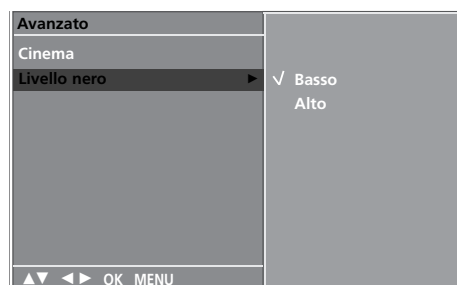 Avanzato
Cinema
Livello nero ►
√ Basso
Alto
▲▼ ◄► OK MENU